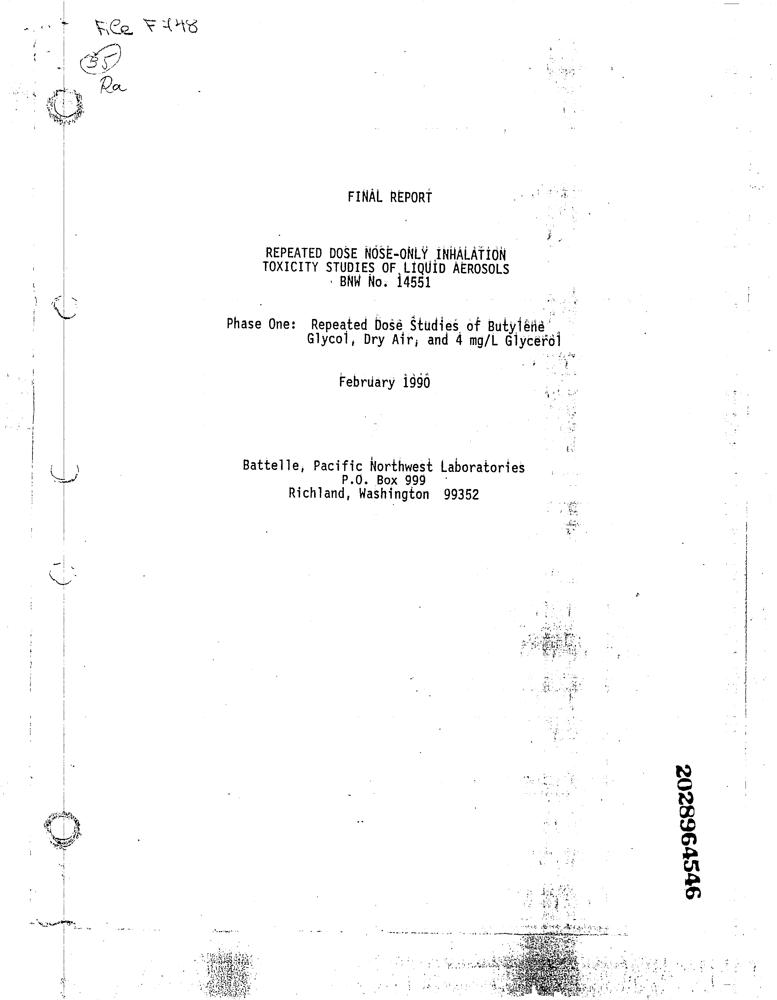 File F-148
35
Ra
FINAL REPORT
REPEATED DOSE NOSE-ONLY INHALATION
TOXICITY STUDIES OF LIQUID AEROSOLS
BNW No. 14551
Phase One: Repeated Dose Studies of Butylene
Glycol, Dry Air, and 4 mg/L Glycerol
February 1990
Battelle, Pacific Northwest Laboratories
P.O. Box 999
Richland, Washington 99352
2028964546